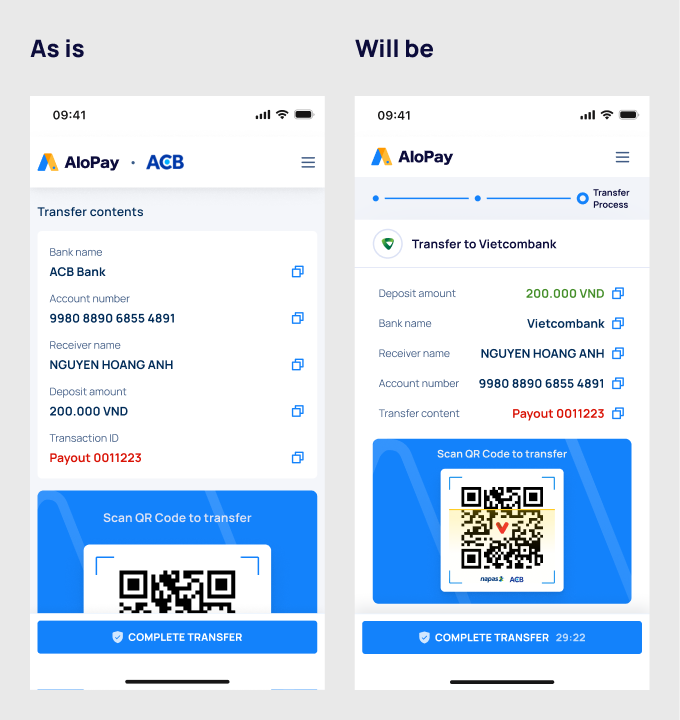 As is
09:41
AloPay · ACB
Transfer contents
Bank name
ACB Bank
Account number
9980 8890 6855 4891
Receiver name
NGUYEN HOANG ANH
Deposit amount
200.000 VND
Transaction ID
Payout 0011223
Scan QR Code to transfer
COMPLETE TRANSFER
Will be
09:41
AloPay
Transfer
Process
Transfer to Vietcombank
Deposit amount 200.000 VND
Bank name Vietcombank
Receiver name NGUYEN HOANG ANH
Account number 9980 8890 6855 4891
Transfer content Payout 0011223
Scan QR Code to transfer
napas ACB
COMPLETE TRANSFER 29:22